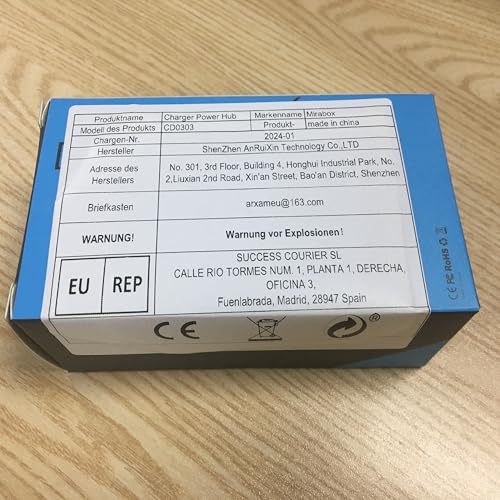 Produktname Charger Power Hub Markenname Mirabox
Modell des Produkts CD0303 Produkt- made in china
Chargen-Nr. 2024-01
Hersteller ShenZhen AnRuiXin Technology Co.,LTD
Adresse des Herstellers No. 301, 3rd Floor, Building 4, Honghui Industrial Park, No.
2,Liuxian 2nd Road, Xin'an Street, Bao'an District, Shenzhen
Briefkasten arxameu@163.com
WARNUNG! Warnung vor Explosionen!
EU REP
SUCCESS COURIER SL
CALLE RIO TORMES NUM. 1, PLANTA 1, DERECHA,
OFICINA 3,
Fuenlabrada, Madrid, 28947 Spain
CE
CE RoHS